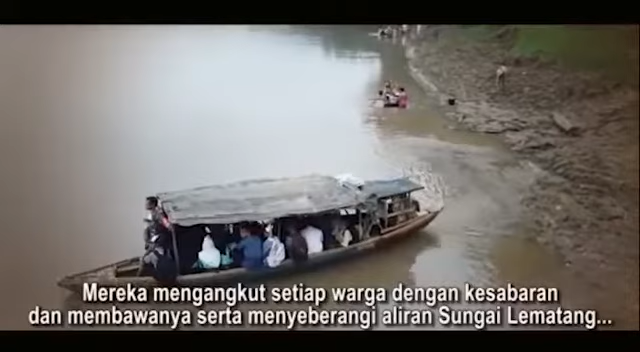 Mereka mengangkut setiap warga dengan kesabaran
dan membawanya serta menyeberangi aliran Sungai Lematang...